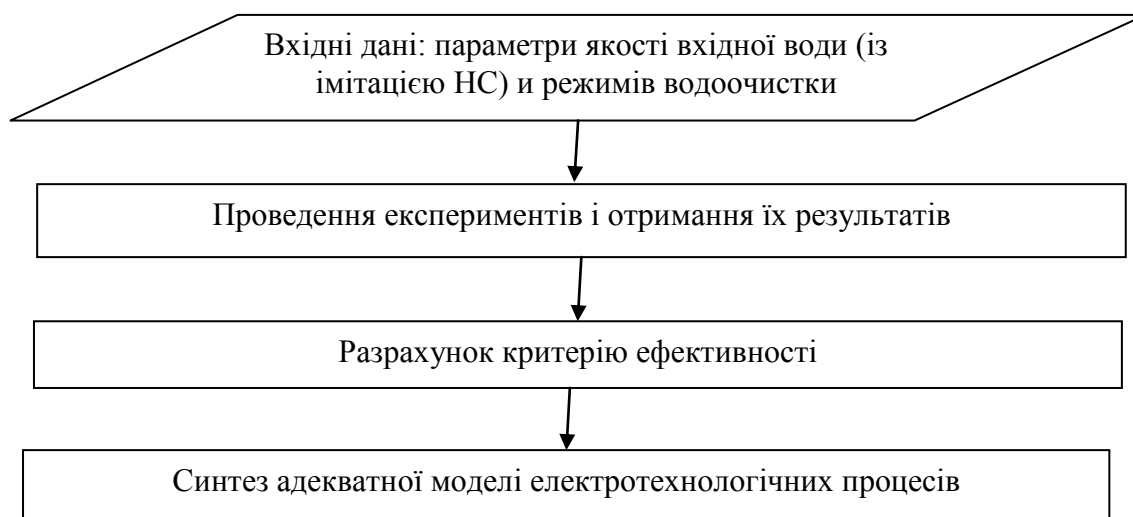 Вхідні дані: параметри якості вхідної води (із
імітацією НС) и режимів водоочистки
Проведення експериментів і отримання їх результатів
Разрахунок критерію ефективності
Синтез адекватної моделі електротехнологічних процесів